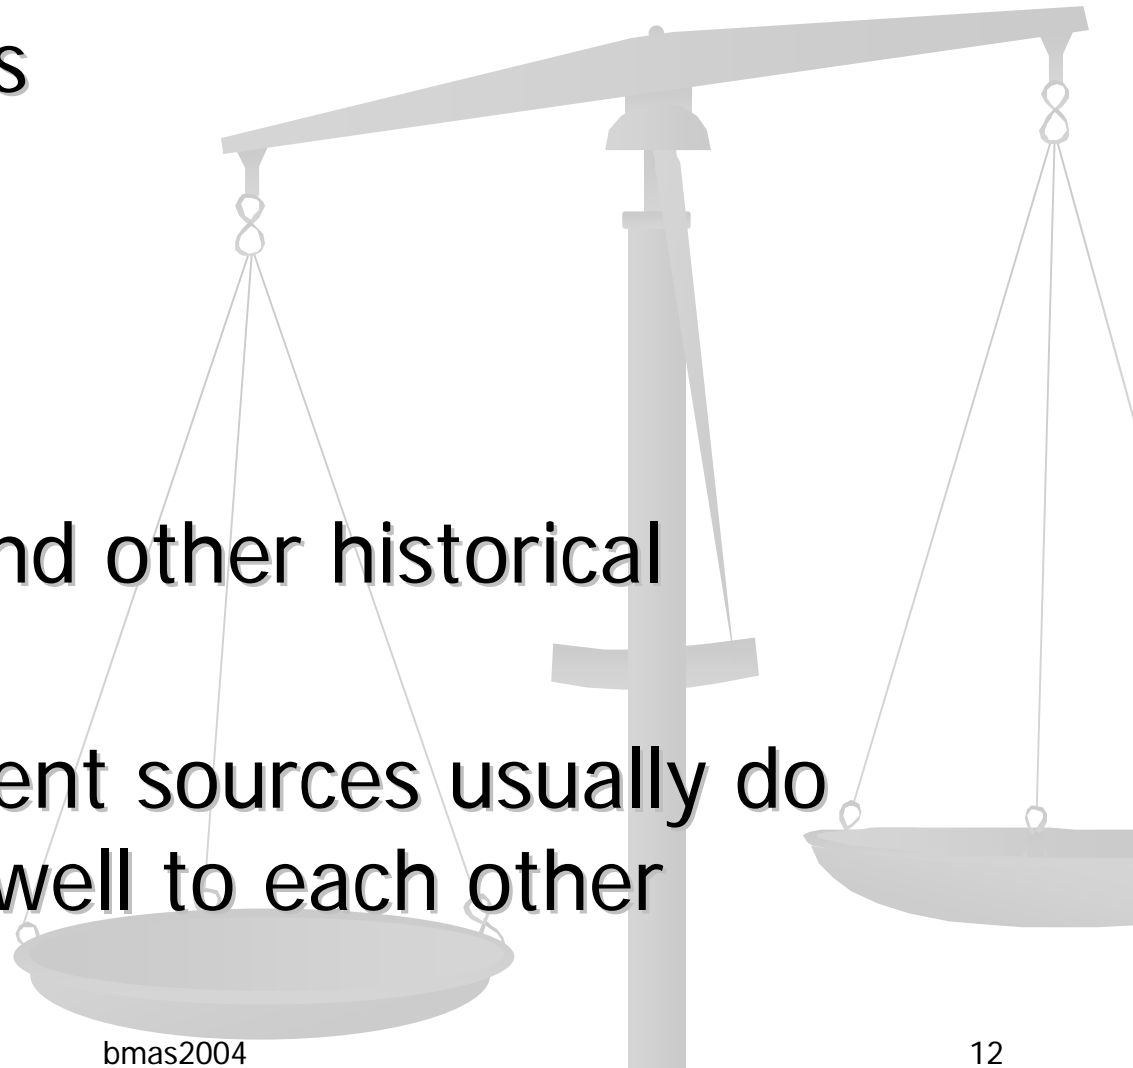 s
nd other historical
ent sources usually do
well to each other
bmas2004 12